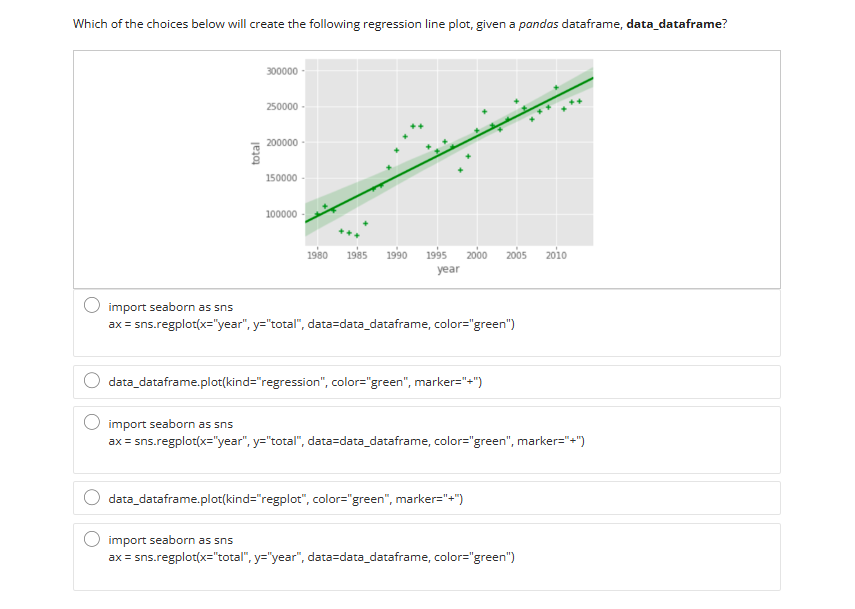 Which of the choices below will create the following regression line plot, given a pandas dataframe, data_dataframe?
300000
250000
200000
150000
100000
total
1980 1985 1990 1995 2000 2005 2010
year
import seaborn as sns
ax = sns.regplot(x="year", y="total", data=data_dataframe, color="green")
data_dataframe.plot(kind="regression", color="green", marker="+")
import seaborn as sns
ax = sns.regplot(x="year", y="total", data=data_dataframe, color="green", marker="+")
data_dataframe.plot(kind="regplot", color="green", marker="+")
import seaborn as sns
ax = sns.regplot(x="total", y="year", data=data_dataframe, color="green")